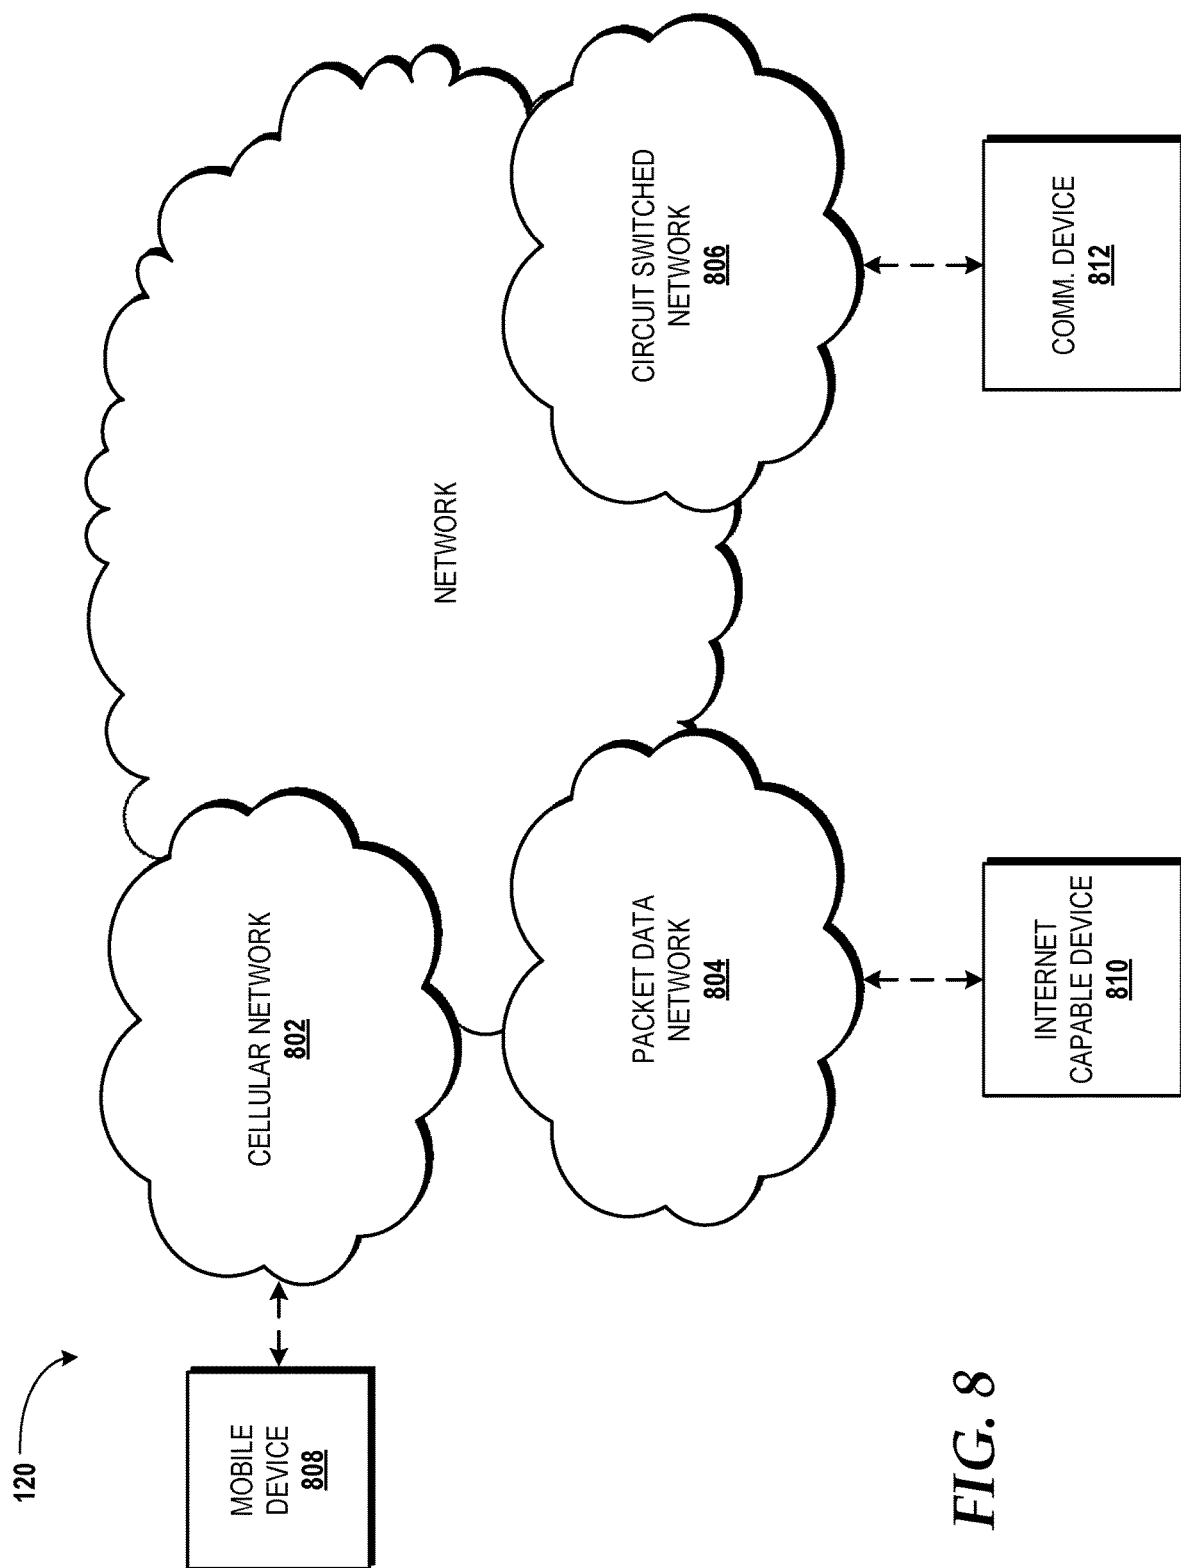 120
MOBILE
DEVICE
808
CELLULAR NETWORK
802
NETWORK
PACKET DATA
NETWORK
804
CIRCUIT SWITCHED
NETWORK
806
INTERNET
CAPABLE DEVICE
810
COMM. DEVICE
812
FIG. 8